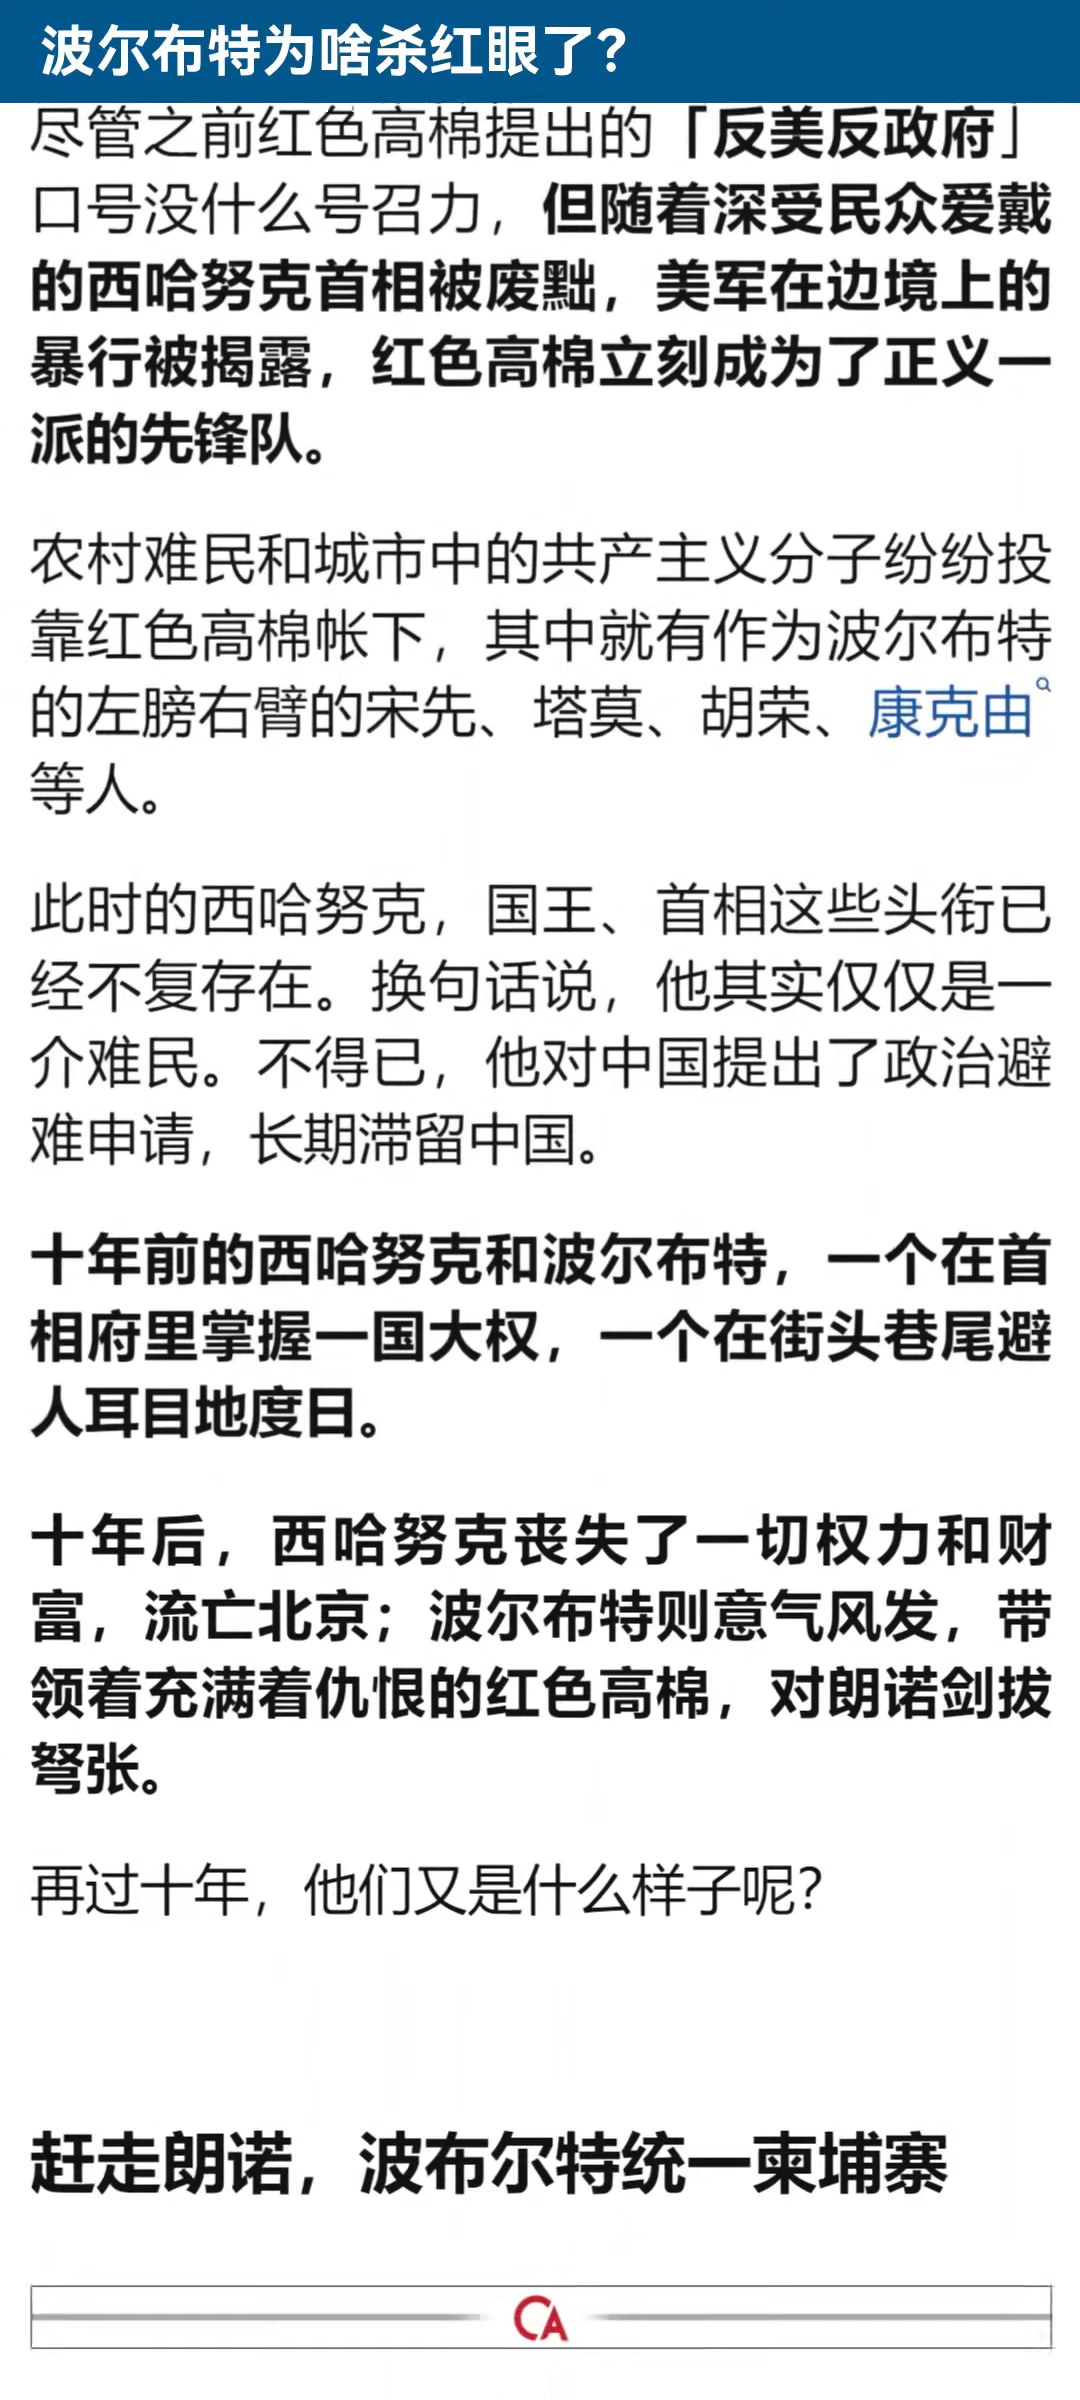 波尔布特为啥杀红眼了？
尽管之前红色高棉提出的「反美反政府」
口号没什么号召力，但随着深受民众爱戴
的西哈努克首相被废黜，美军在边境上的
暴行被揭露，红色高棉立刻成为了正义一
派的先锋队。
农村难民和城市中的共产主义分子纷纷投
靠红色高棉帐下，其中就有作为波尔布特
的左膀右臂的宋先、塔莫、胡荣、康克由
等人。
此时的西哈努克，国王、首相这些头衔已
经不复存在。换句话说，他其实仅仅是一
介难民。不得已，他对中国提出了政治避
难申请，长期滞留中国。
十年前的西哈努克和波尔布特，一个在首
相府里掌握一国大权，一个在街头巷尾避
人耳目地度日。
十年后，西哈努克丧失了一切权力和财
富，流亡北京；波尔布特则意气风发，带
领着充满着仇恨的红色高棉，对朗诺剑拔
弩张。
再过十年，他们又是什么样子呢？
赶走朗诺，波布尔特统一柬埔寨
CA